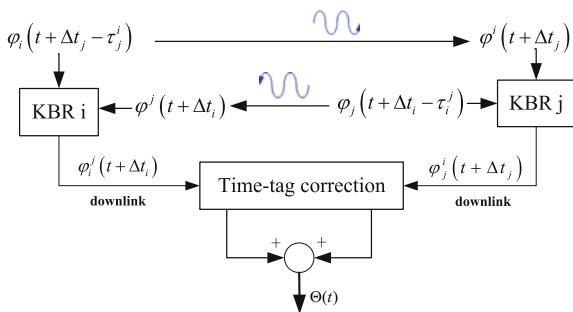 φ_i(t + Δt_j − τ_j^i)
φ^i(t + Δt_j)
KBR i
φ^j(t + Δt_i)
φ_j(t + Δt_i − τ_i^j)
KBR j
φ_i^j(t + Δt_i)
downlink
Time-tag correction
φ_j^i(t + Δt_j)
downlink
+
+
Θ(t)